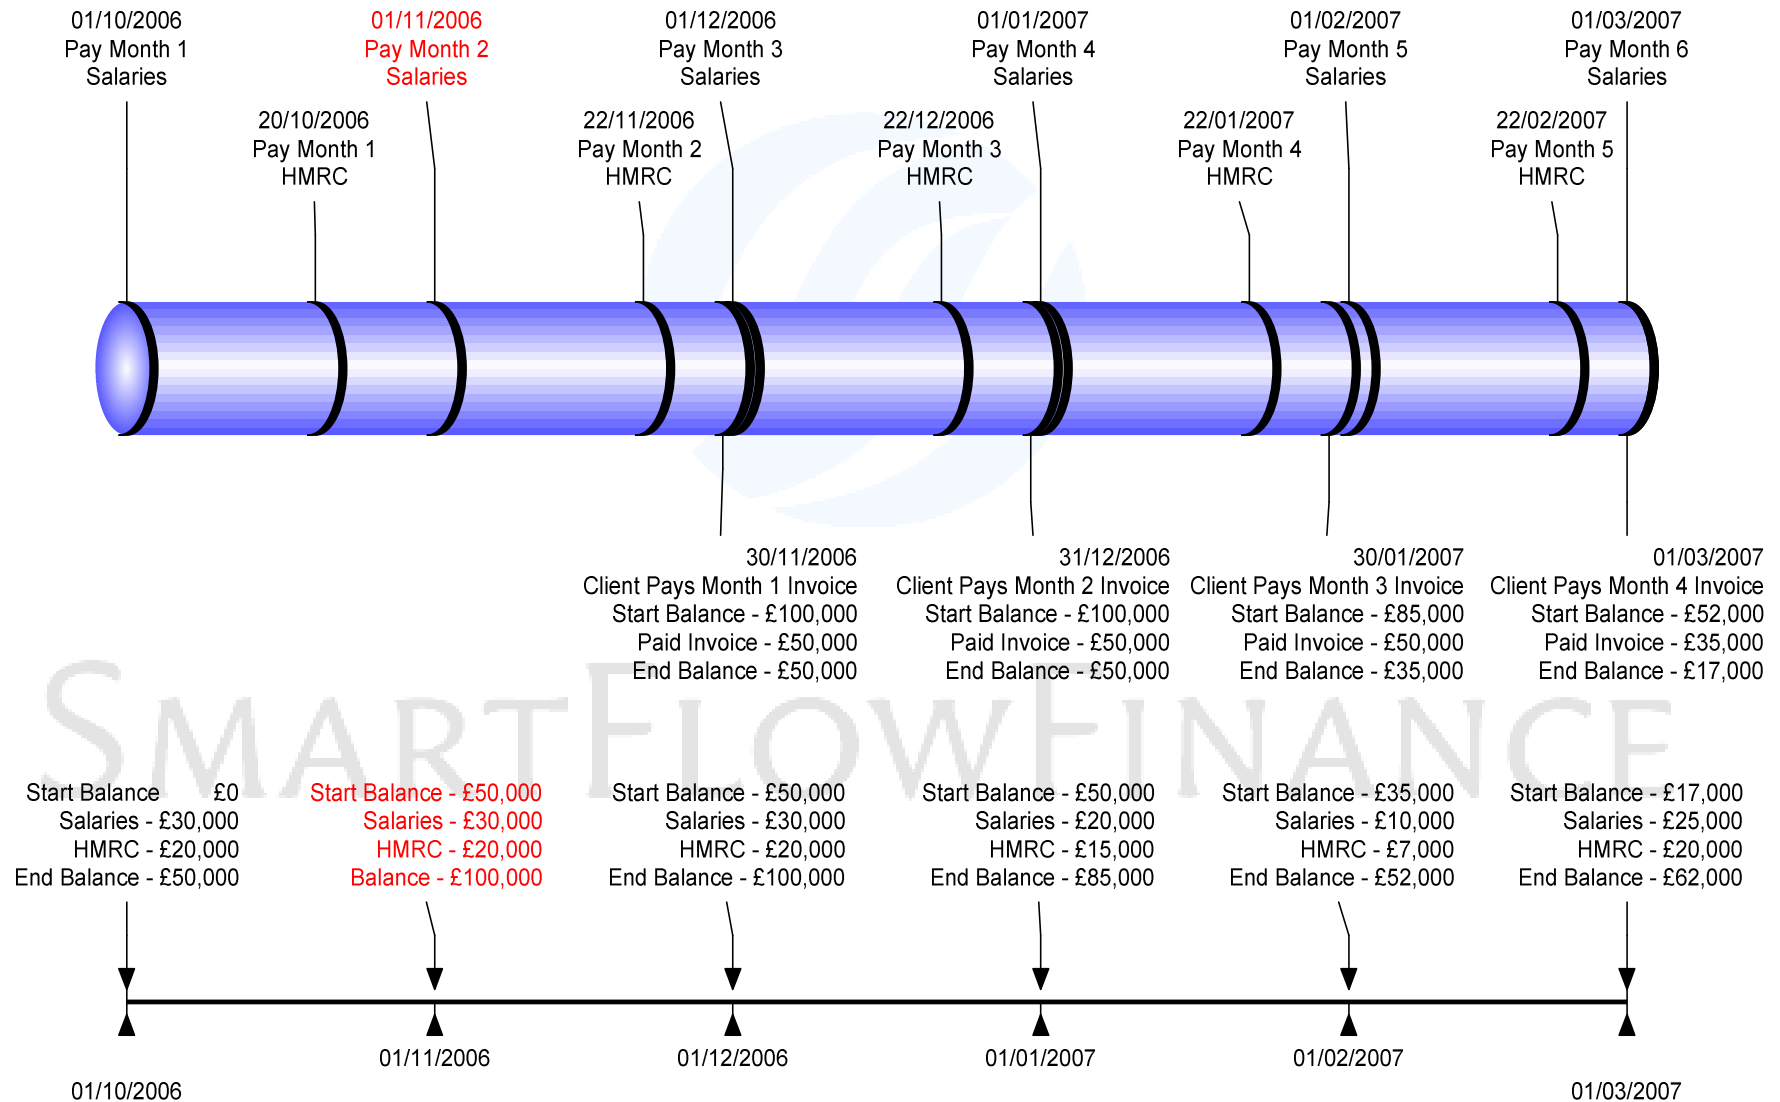 01/10/2006
Pay Month 1
Salaries
01/11/2006
Pay Month 2
Salaries
01/12/2006
Pay Month 3
Salaries
01/01/2007
Pay Month 4
Salaries
01/02/2007
Pay Month 5
Salaries
01/03/2007
Pay Month 6
Salaries
20/10/2006
Pay Month 1
HMRC
22/11/2006
Pay Month 2
HMRC
22/12/2006
Pay Month 3
HMRC
22/01/2007
Pay Month 4
HMRC
22/02/2007
Pay Month 5
HMRC
30/11/2006
Client Pays Month 1 Invoice
Start Balance - £100,000
Paid Invoice - £50,000
End Balance - £50,000
31/12/2006
Client Pays Month 2 Invoice
Start Balance - £100,000
Paid Invoice - £50,000
End Balance - £50,000
30/01/2007
Client Pays Month 3 Invoice
Start Balance - £85,000
Paid Invoice - £50,000
End Balance - £35,000
01/03/2007
Client Pays Month 4 Invoice
Start Balance - £52,000
Paid Invoice - £35,000
End Balance - £17,000
SMARTFLOWFINANCE
Start Balance £0
Salaries - £30,000
HMRC - £20,000
End Balance - £50,000
Start Balance - £50,000
Salaries - £30,000
HMRC - £20,000
Balance - £100,000
Start Balance - £50,000
Salaries - £30,000
HMRC - £20,000
End Balance - £100,000
Start Balance - £50,000
Salaries - £20,000
HMRC - £15,000
End Balance - £85,000
Start Balance - £35,000
Salaries - £10,000
HMRC - £7,000
End Balance - £52,000
Start Balance - £17,000
Salaries - £25,000
HMRC - £20,000
End Balance - £62,000
01/10/2006
01/11/2006
01/12/2006
01/01/2007
01/02/2007
01/03/2007